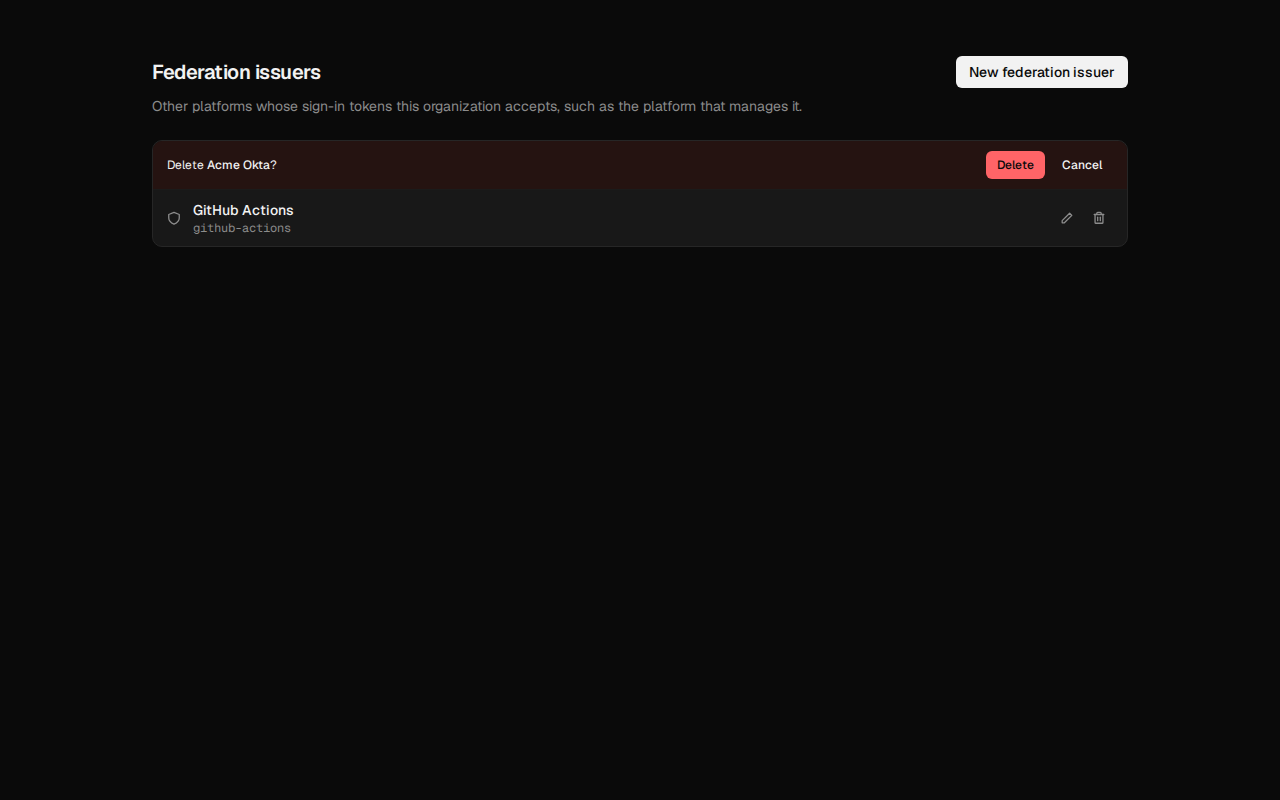 Federation issuers
New federation issuer
Other platforms whose sign-in tokens this organization accepts, such as the platform that manages it.
Delete Acme Okta?
Delete
Cancel
GitHub Actions
github-actions